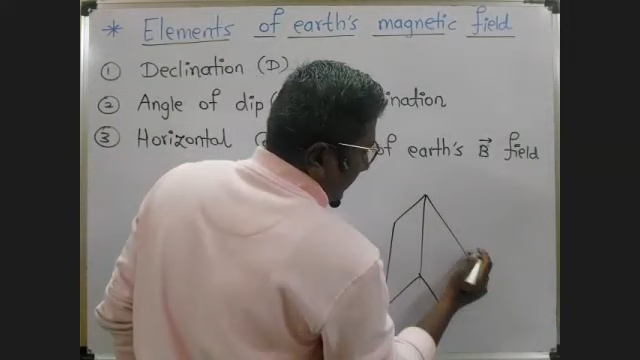 * Elements of earth's magnetic field
① Declination (D)
② Angle of dip
③ Horizontal of earth's B⃗ field